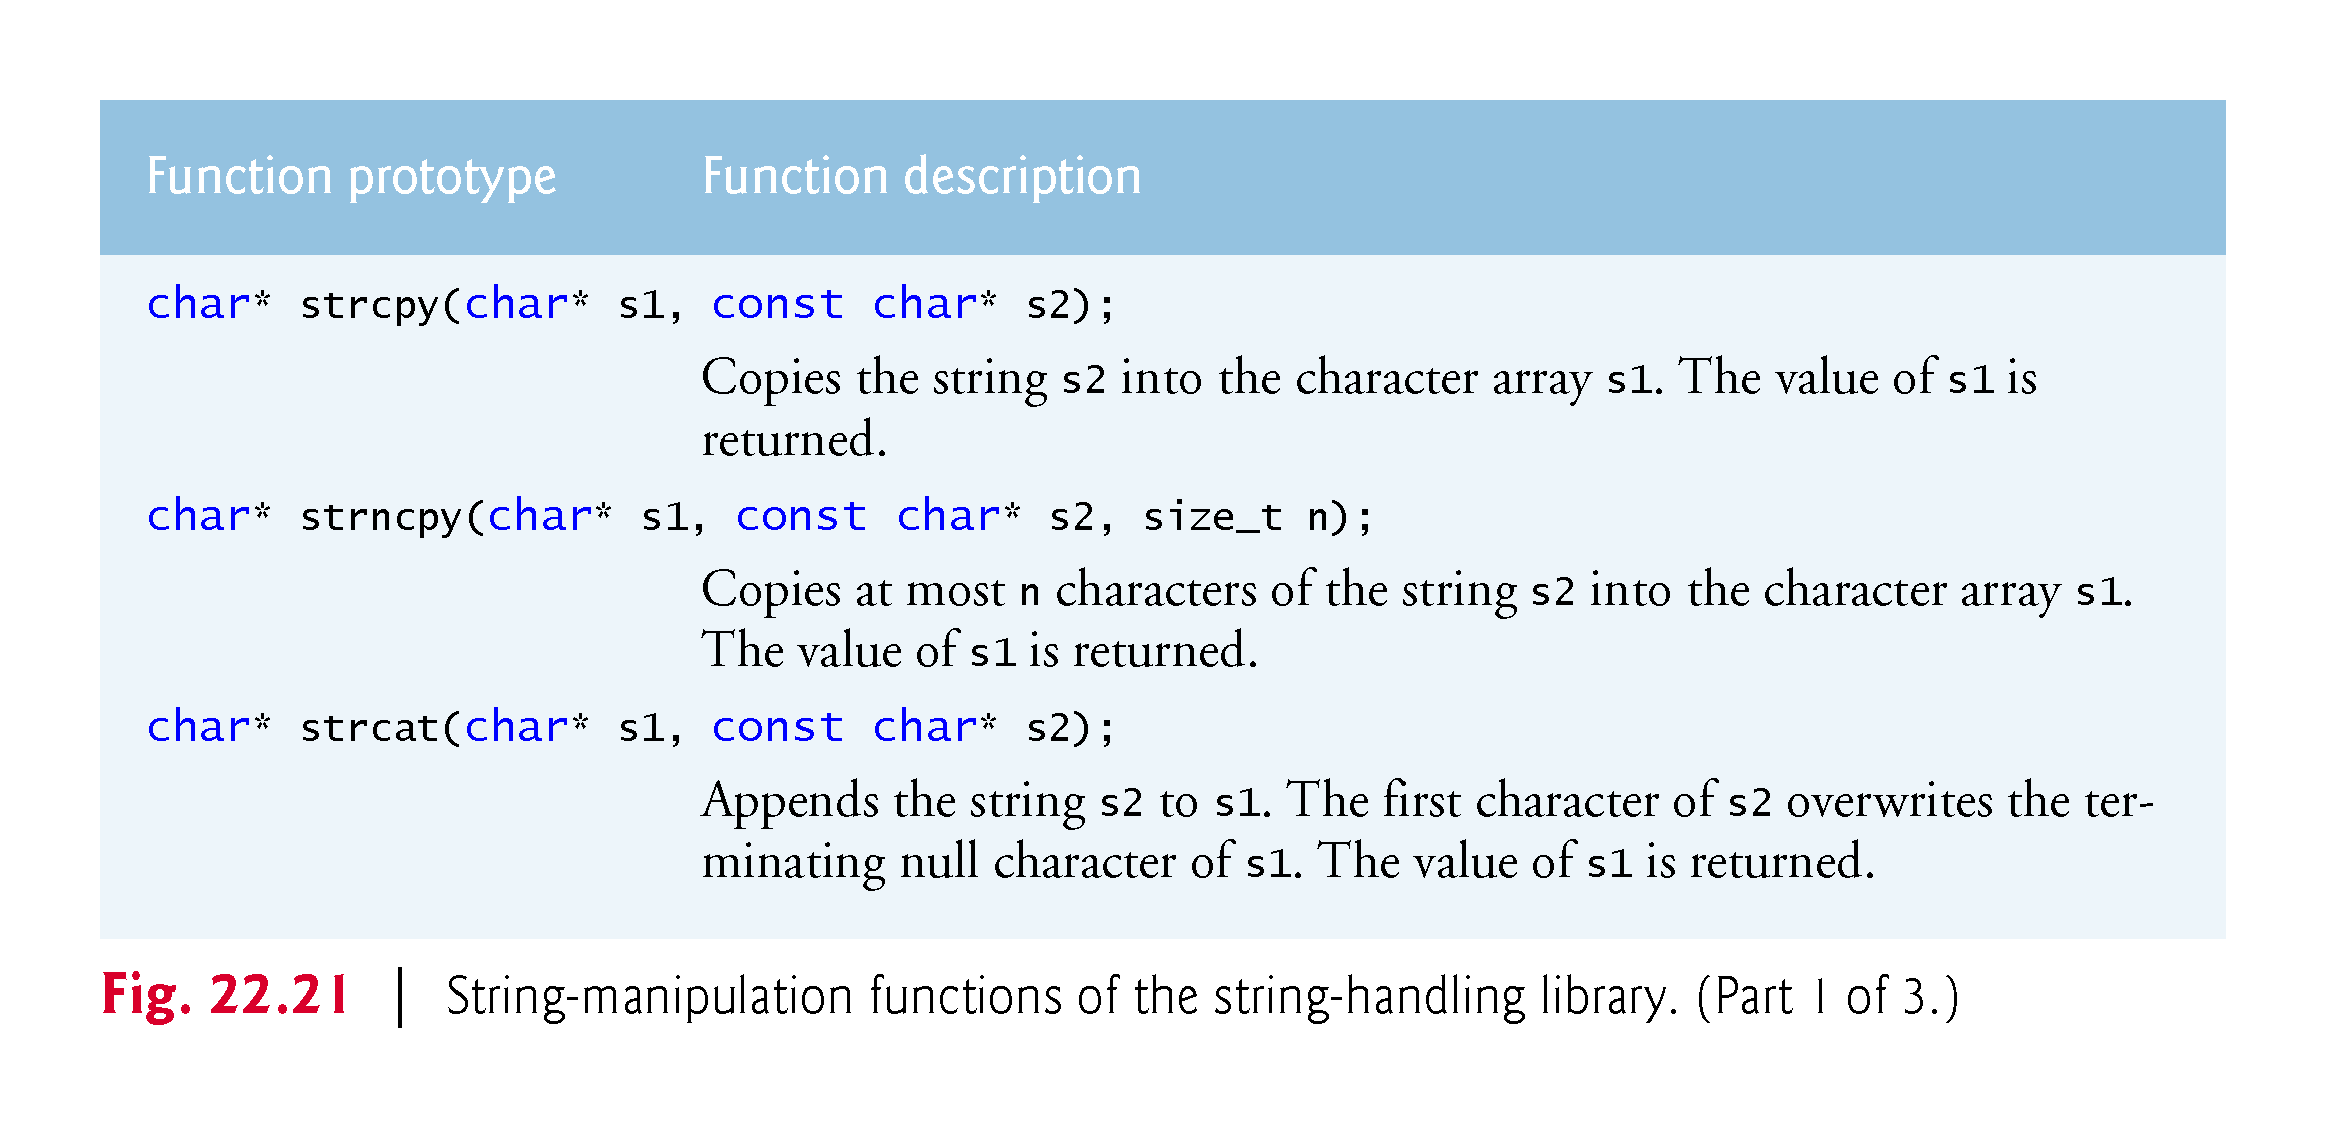 Function prototype Function description
char* strcpy(char* s1, const char* s2);
Copies the string s2 into the character array s1. The value of s1 is
returned.
char* strncpy(char* s1, const char* s2, size_t n);
Copies at most n characters of the string s2 into the character array s1.
The value of s1 is returned.
char* strcat(char* s1, const char* s2);
Appends the string s2 to s1. The first character of s2 overwrites the ter-
minating null character of s1. The value of s1 is returned.
Fig. 22.21 | String-manipulation functions of the string-handling library. (Part 1 of 3.)